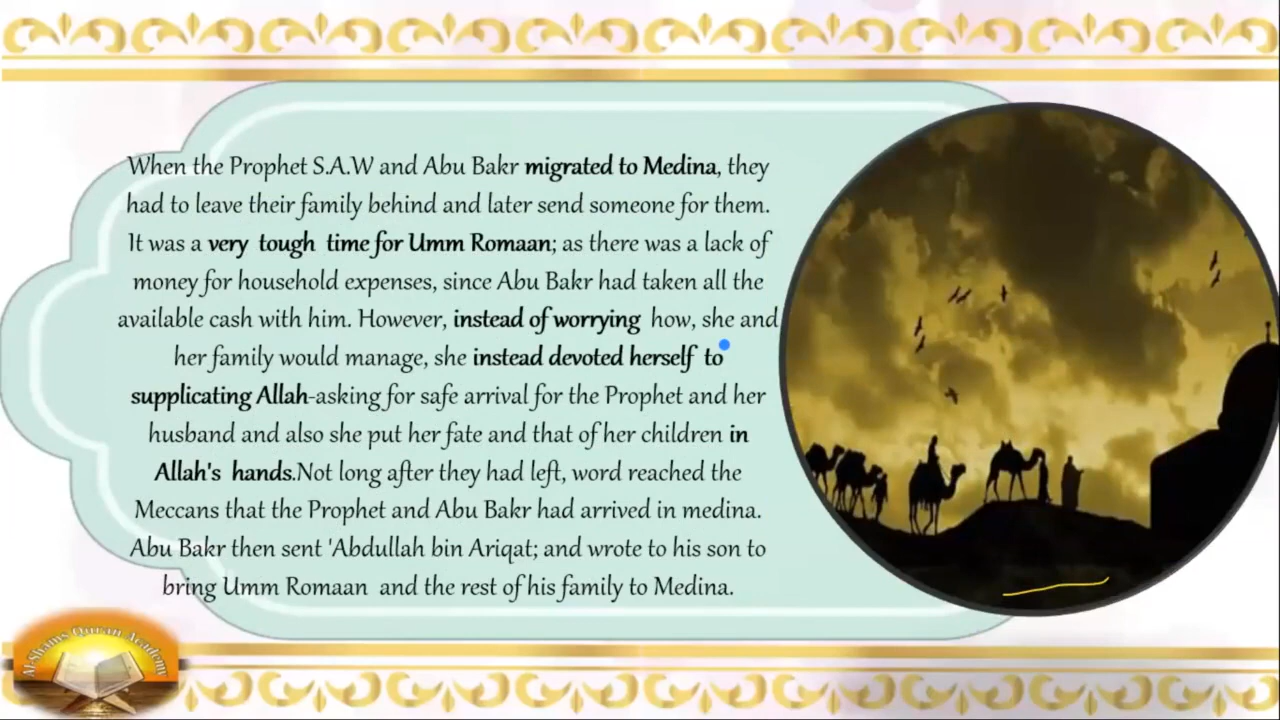 When the Prophet S.A.W and Abu Bakr migrated to Medina, they
had to leave their family behind and later send someone for them.
It was a very tough time for Umm Romaan; as there was a lack of
money for household expenses, since Abu Bakr had taken all the
available cash with him. However, instead of worrying how, she and
her family would manage, she instead devoted herself to
supplicating Allah-asking for safe arrival for the Prophet and her
husband and also she put her fate and that of her children in
Allah's hands.Not long after they had left, word reached the
Meccans that the Prophet and Abu Bakr had arrived in medina.
Abu Bakr then sent 'Abdullah bin Ariqat; and wrote to his son to
bring Umm Romaan and the rest of his family to Medina.
Al Shams Quran Academy